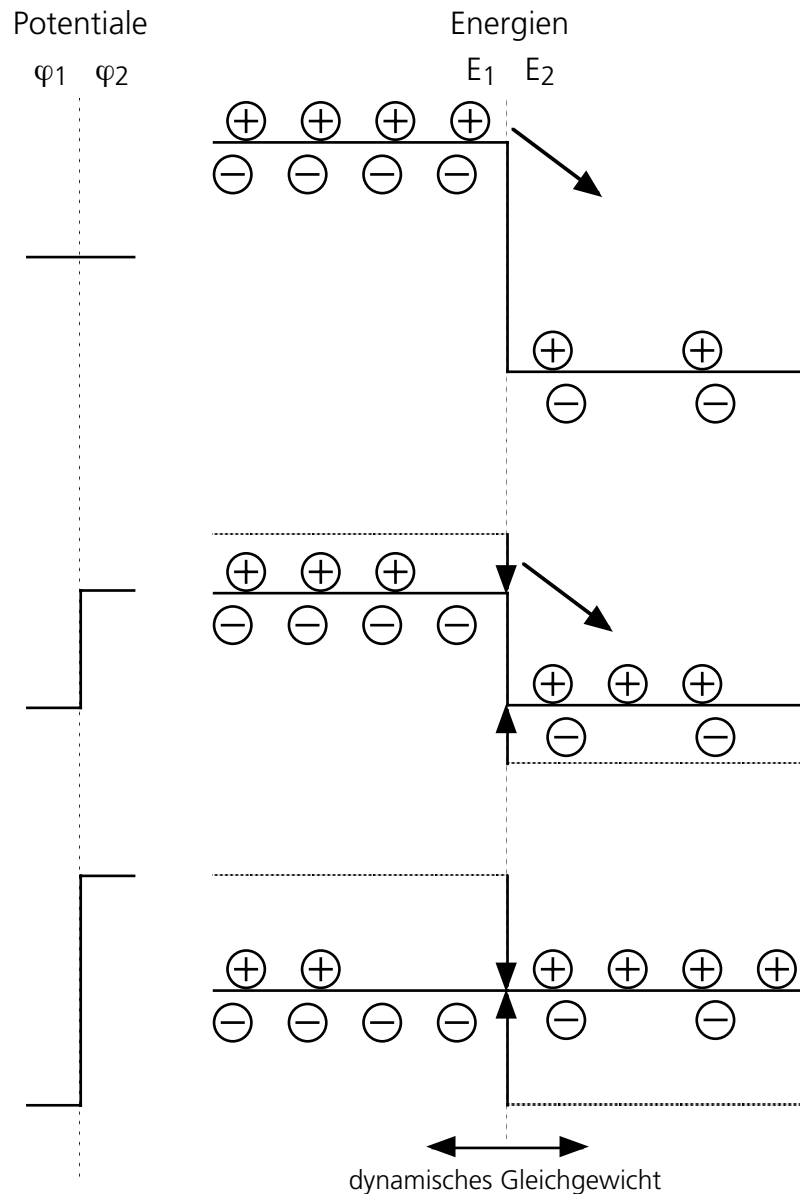 Potentiale Energien
φ1 φ2 E1 E2
dynamisches Gleichgewicht